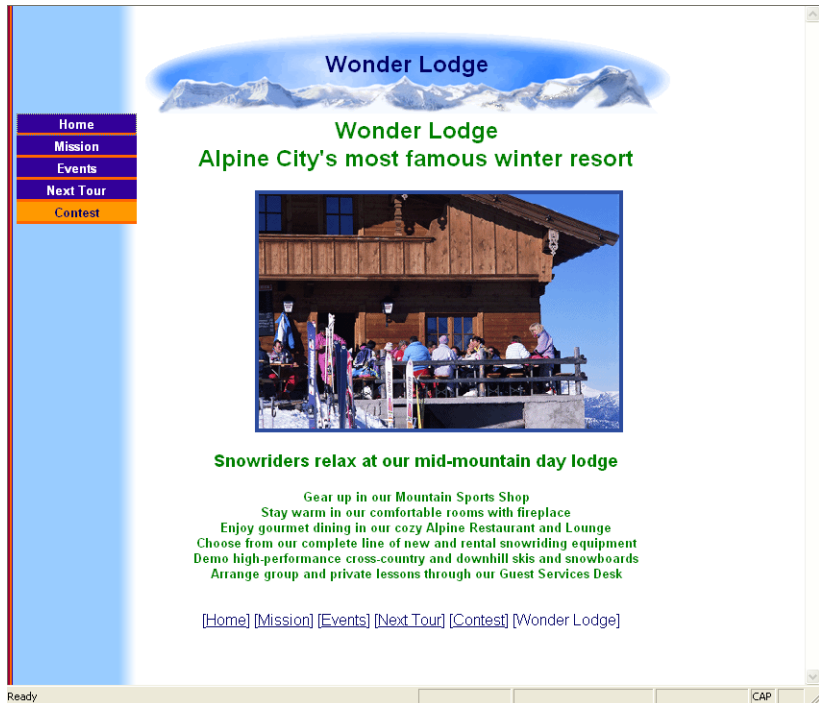 Wonder Lodge
Home
Mission
Events
Next Tour
Contest
Wonder Lodge
Alpine City's most famous winter resort
Snowriders relax at our mid-mountain day lodge
Gear up in our Mountain Sports Shop
Stay warm in our comfortable rooms with fireplace
Enjoy gourmet dining in our cozy Alpine Restaurant and Lounge
Choose from our complete line of new and rental snowriding equipment
Demo high-performance cross-country and downhill skis and snowboards
Arrange group and private lessons through our Guest Services Desk
[Home] [Mission] [Events] [Next Tour] [Contest] [Wonder Lodge]
Ready
CAP